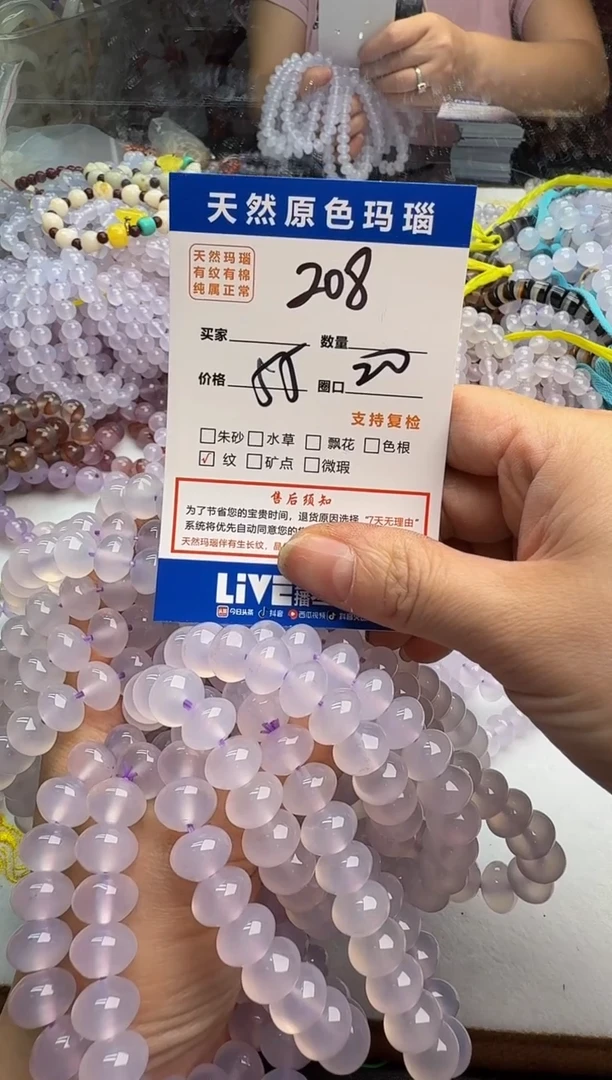 天然原色玛瑙
天然玛瑙
有纹有棉
纯属正常
208
买家 数量
价格 圈口 20
支持复检
朱砂 水草 飘花 色根
✓ 纹 矿点 微瑕
售后须知
为了节省您的宝贵时间，退货原因选择“7天无理由”
系统将优先自动同意您的
天然玛瑙伴有生长纹，
LiVE 播
今日头条 抖音 西瓜视频 抖音火